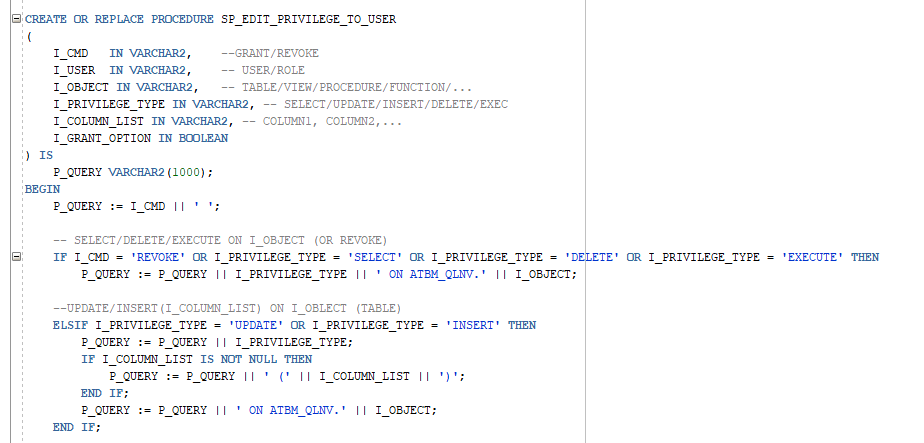 CREATE OR REPLACE PROCEDURE SP_EDIT_PRIVILEGE_TO_USER
(
    I_CMD   IN VARCHAR2,    --GRANT/REVOKE
    I_USER  IN VARCHAR2,    -- USER/ROLE
    I_OBJECT IN VARCHAR2,   -- TABLE/VIEW/PROCEDURE/FUNCTION/...
    I_PRIVILEGE_TYPE IN VARCHAR2, -- SELECT/UPDATE/INSERT/DELETE/EXEC
    I_COLUMN_LIST IN VARCHAR2, -- COLUMN1, COLUMN2,...
    I_GRANT_OPTION IN BOOLEAN
) IS
    P_QUERY VARCHAR2(1000);
BEGIN
    P_QUERY := I_CMD || ' ';
    -- SELECT/DELETE/EXECUTE ON I_OBJECT (OR REVOKE)
    IF I_CMD = 'REVOKE' OR I_PRIVILEGE_TYPE = 'SELECT' OR I_PRIVILEGE_TYPE = 'DELETE' OR I_PRIVILEGE_TYPE = 'EXECUTE' THEN
        P_QUERY := P_QUERY || I_PRIVILEGE_TYPE || ' ON ATBM_QLNV.' || I_OBJECT;
    --UPDATE/INSERT(I_COLUMN_LIST) ON I_OBLECT (TABLE)
    ELSIF I_PRIVILEGE_TYPE = 'UPDATE' OR I_PRIVILEGE_TYPE = 'INSERT' THEN
        P_QUERY := P_QUERY || I_PRIVILEGE_TYPE;
        IF I_COLUMN_LIST IS NOT NULL THEN
            P_QUERY := P_QUERY || ' (' || I_COLUMN_LIST || ')';
        END IF;
        P_QUERY := P_QUERY || ' ON ATBM_QLNV.' || I_OBJECT;
    END IF;